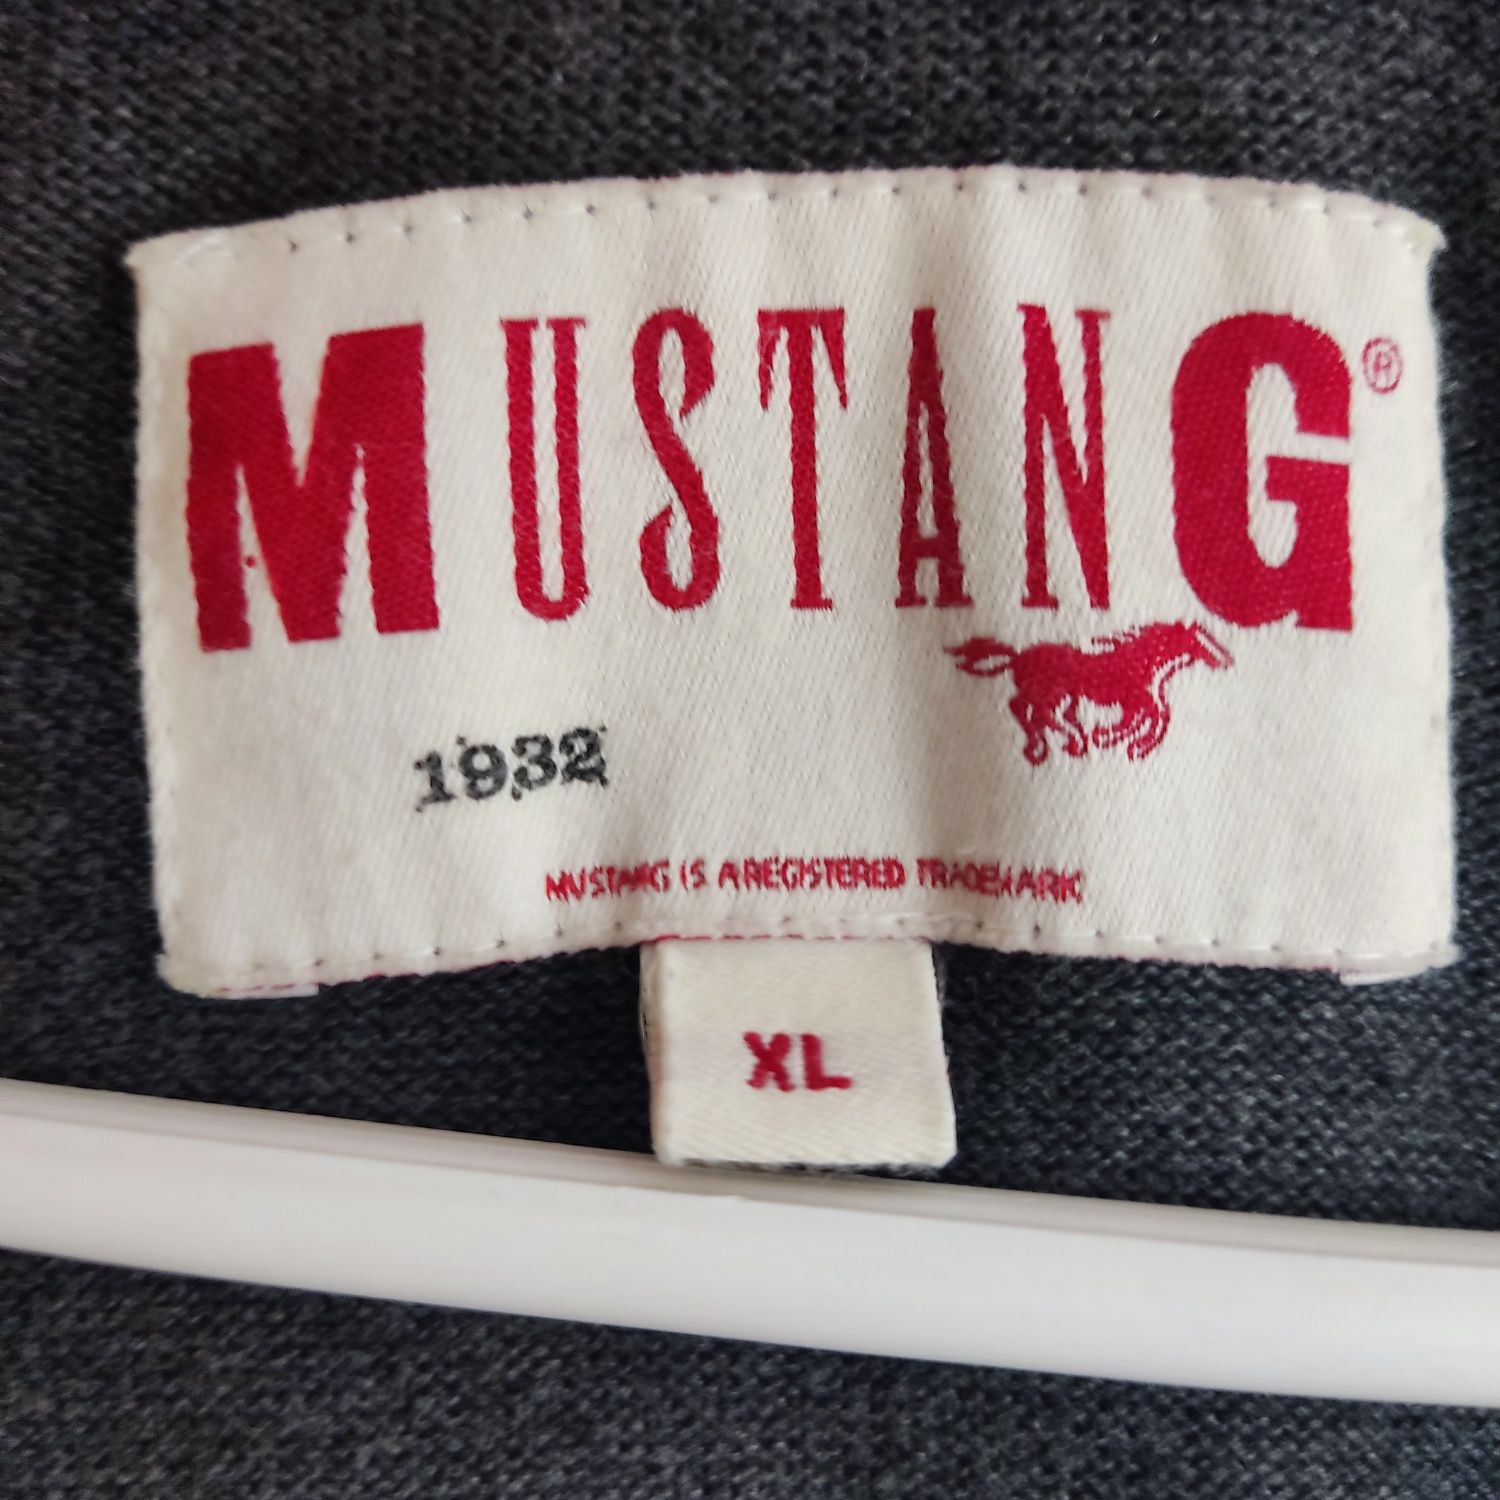 MUSTANG®
1932
MUSTANG IS A REGISTERED TRADEMARK
XL